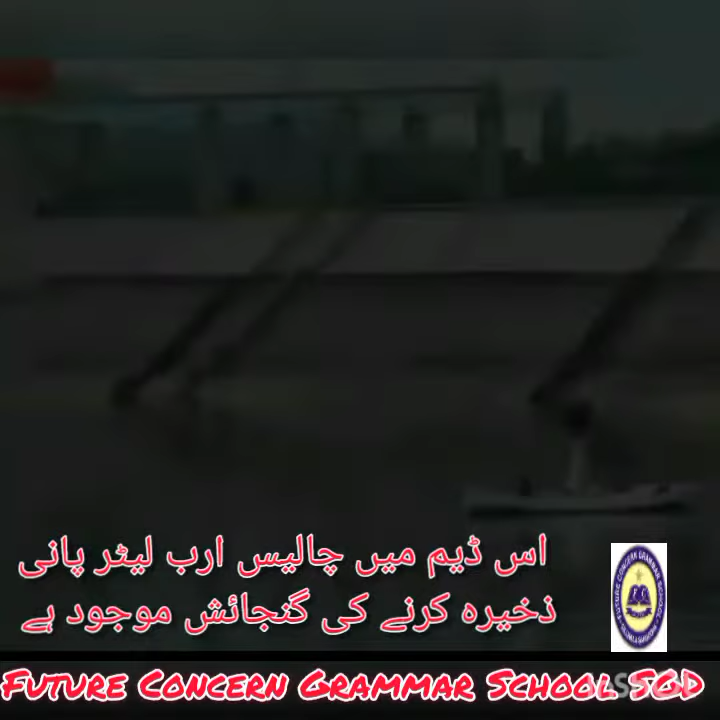 اس ڈیم میں چالیس ارب لیٹر پانی
ذخیرہ کرنے کی گنجائش موجود ہے
FUTURE CONCERN GRAMMAR SCHOOL SGD